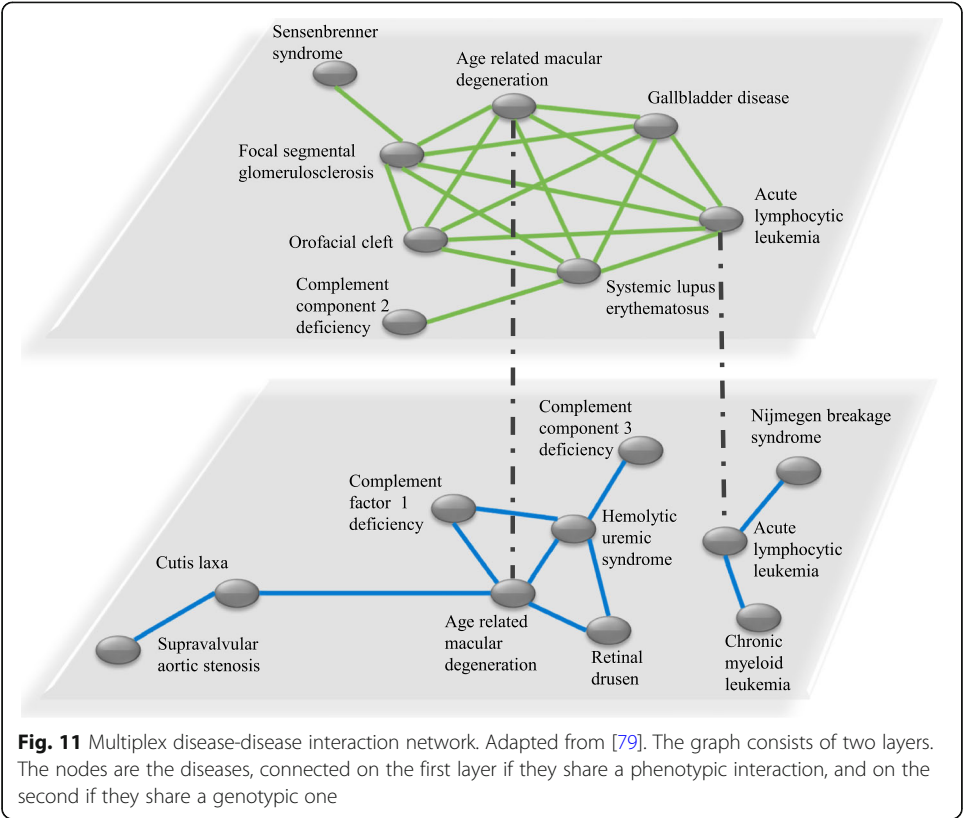 Sensenbrenner
syndrome
Age related macular
degeneration
Gallbladder disease
Focal segmental
glomerulosclerosis
Acute
lymphocytic
leukemia
Orofacial cleft
Complement
component 2
deficiency
Systemic lupus
erythematosus
Complement
component 3
deficiency
Nijmegen breakage
syndrome
Complement
factor 1
deficiency
Hemolytic
uremic
syndrome
Acute
lymphocytic
leukemia
Cutis laxa
Supravalvular
aortic stenosis
Age related
macular
degeneration
Retinal
drusen
Chronic
myeloid
leukemia
Fig. 11 Multiplex disease-disease interaction network. Adapted from [79]. The graph consists of two layers.
The nodes are the diseases, connected on the first layer if they share a phenotypic interaction, and on the
second if they share a genotypic one